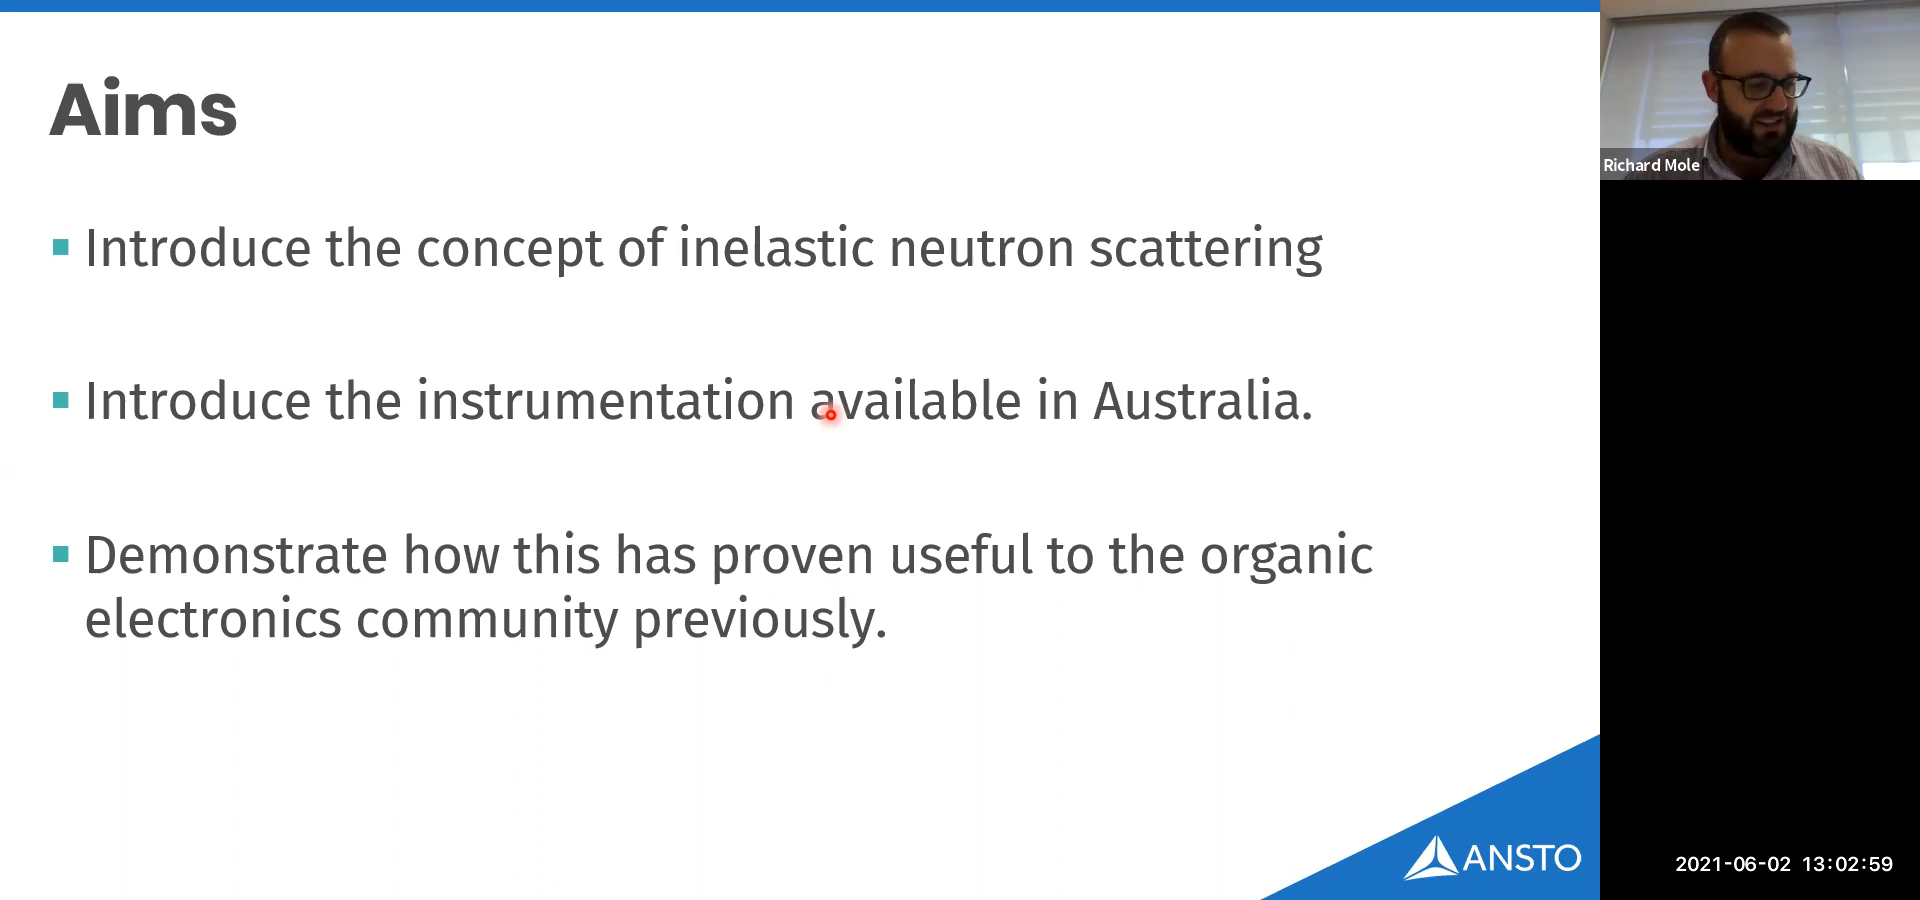 Aims
Introduce the concept of inelastic neutron scattering
Introduce the instrumentation available in Australia.
Demonstrate how this has proven useful to the organic
electronics community previously.
ANSTO
Richard Mole
2021-06-02 13:02:59